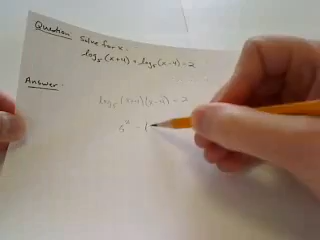 Question: Solve for x.
log₅(x+4) + log₅(x-4) = 2
Answer:
log₅(x+4)(x-4) = 2
5² = (